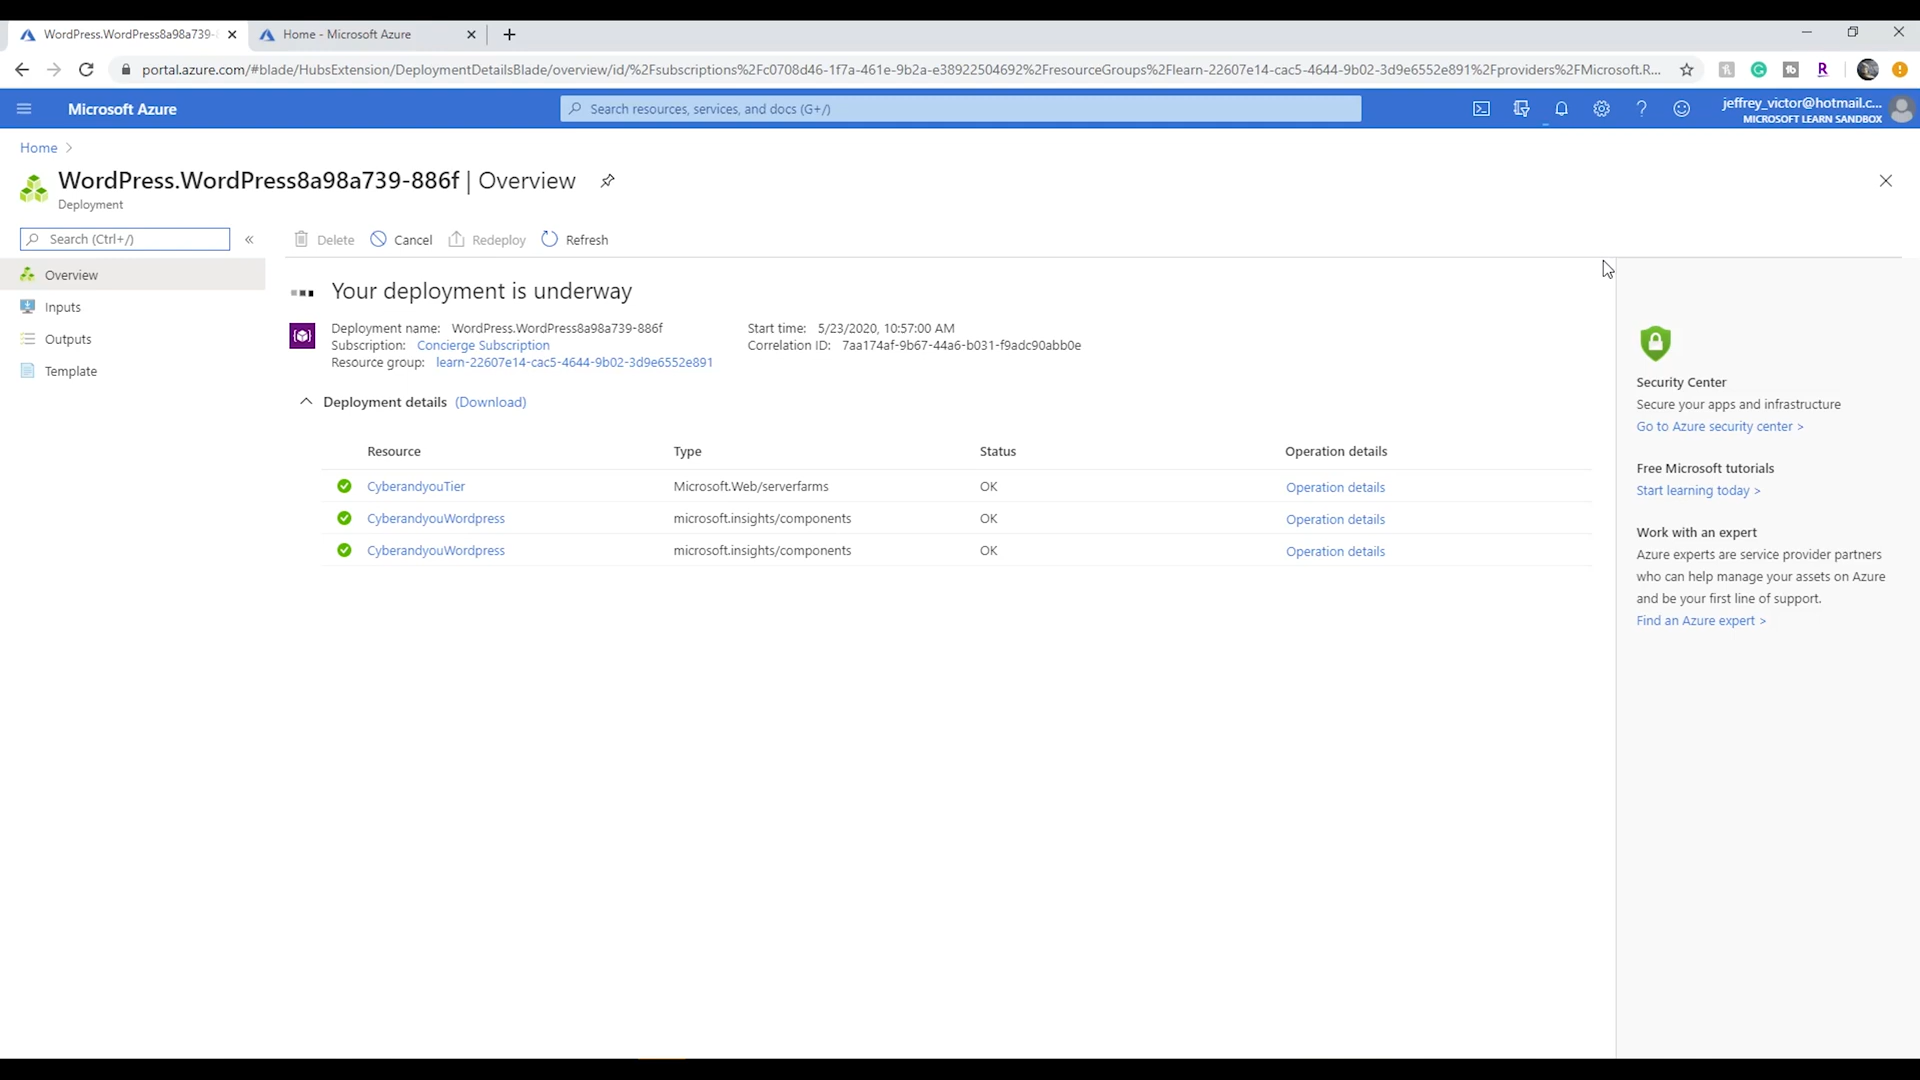 WordPress.WordPress8a98a739-
Home - Microsoft Azure
portal.azure.com/#blade/HubsExtension/DeploymentDetailsBlade/overview/id/%2Fsubscriptions%2Fc0708d46-1f7a-461e-9b2a-e38922504692%2FresourceGroups%2Flearn-22607e14-cac5-4644-9b02-3d9e6552e891%2Fproviders%2FMicrosoft.R...
R
Microsoft Azure
Search resources, services, and docs (G+/)
jeffrey_victor@hotmail.c...
MICROSOFT LEARN SANDBOX
Home >
WordPress.WordPress8a98a739-886f | Overview
Deployment
Search (Ctrl+/)
«
Delete
Cancel
Redeploy
Refresh
Overview
Inputs
Outputs
Template
Your deployment is underway
Deployment name: WordPress.WordPress8a98a739-886f
Subscription: Concierge Subscription
Resource group: learn-22607e14-cac5-4644-9b02-3d9e6552e891
Start time: 5/23/2020, 10:57:00 AM
Correlation ID: 7aa174af-9b67-44a6-b031-f9adc90abb0e
Deployment details (Download)
Resource Type Status Operation details
CyberandyouTier Microsoft.Web/serverfarms OK Operation details
CyberandyouWordpress microsoft.insights/components OK Operation details
CyberandyouWordpress microsoft.insights/components OK Operation details
Security Center
Secure your apps and infrastructure
Go to Azure security center >
Free Microsoft tutorials
Start learning today >
Work with an expert
Azure experts are service provider partners
who can help manage your assets on Azure
and be your first line of support.
Find an Azure expert >